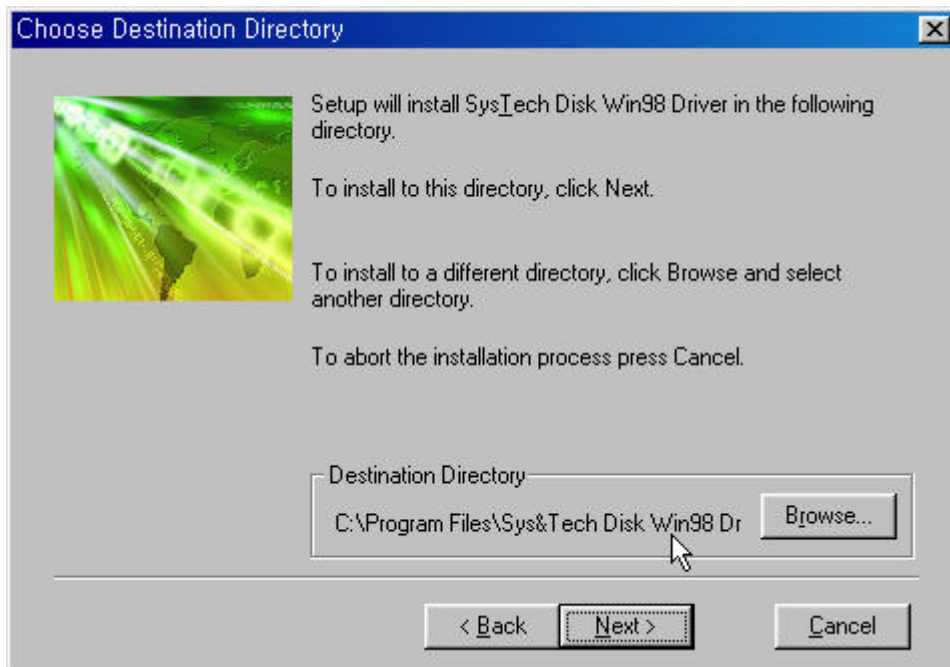 Choose Destination Directory
Setup will install SysTech Disk Win98 Driver in the following
directory.
To install to this directory, click Next.
To install to a different directory, click Browse and select
another directory.
To abort the installation process press Cancel.
Destination Directory
C:\Program Files\Sys&Tech Disk Win98 Dr
Browse...
< Back
Next >
Cancel